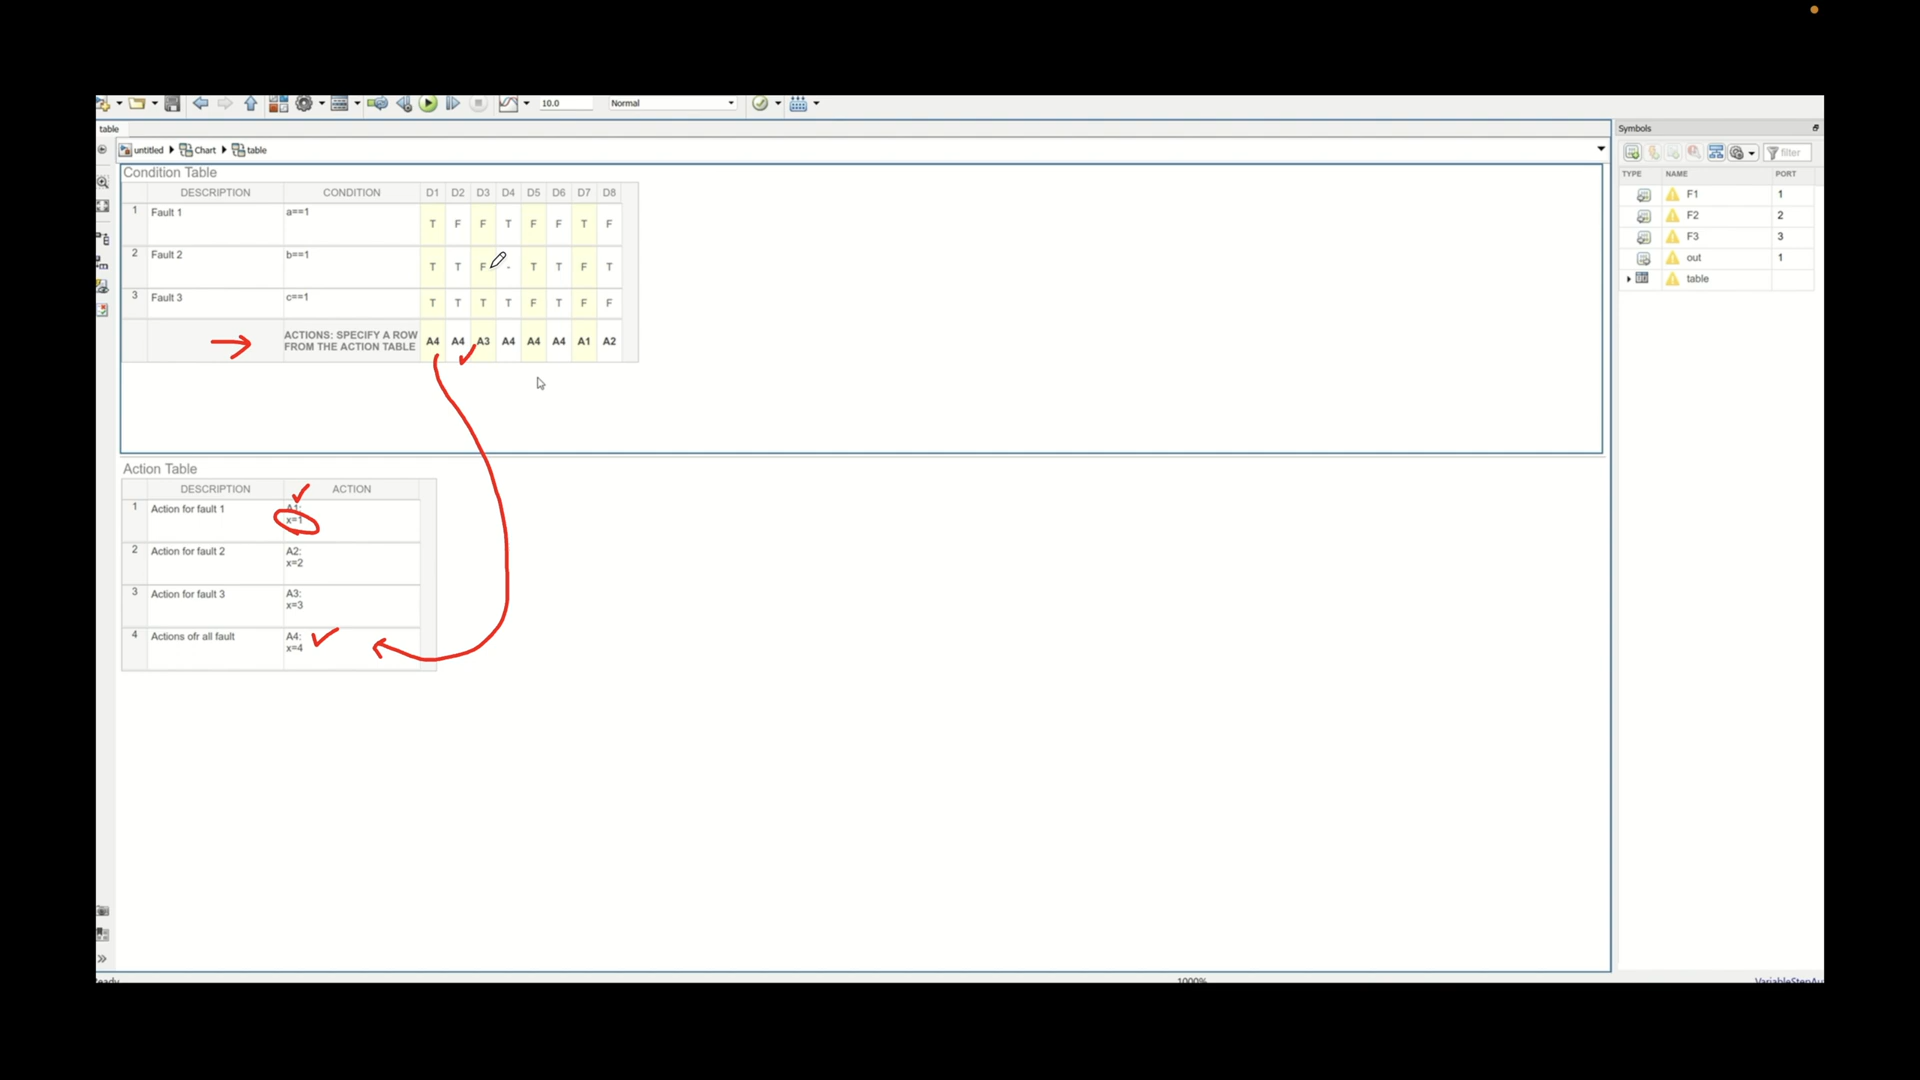 10.0 Normal
table
untitled Chart table
Condition Table
DESCRIPTION CONDITION D1 D2 D3 D4 D5 D6 D7 D8
1 Fault 1 a==1 T F F T F F T F
2 Fault 2 b==1 T T F - T T F T
3 Fault 3 c==1 T T T T F T F F
ACTIONS: SPECIFY A ROW
FROM THE ACTION TABLE A4 A4 A3 A4 A4 A4 A1 A2
Action Table
DESCRIPTION ACTION
1 Action for fault 1 A1:
x=1
2 Action for fault 2 A2:
x=2
3 Action for fault 3 A3:
x=3
4 Actions ofr all fault A4:
x=4
Symbols
filter
TYPE NAME PORT
F1 1
F2 2
F3 3
out 1
table
1000%